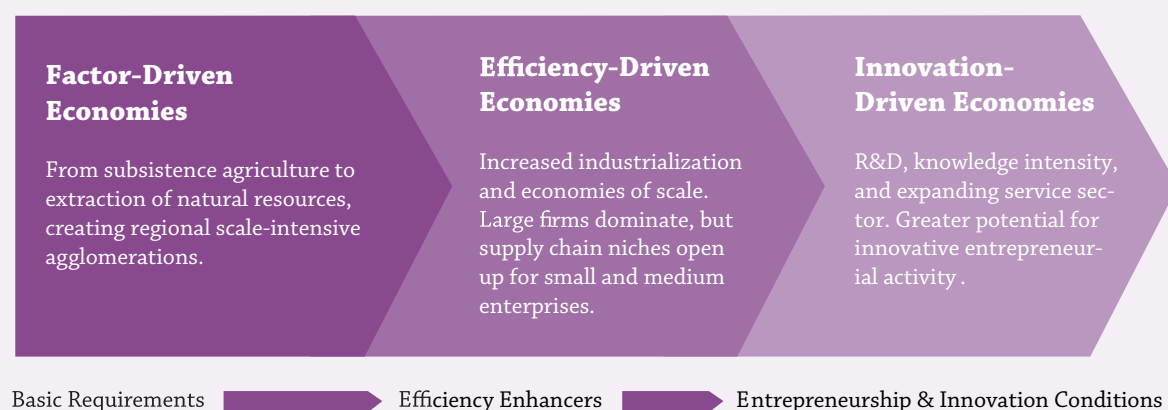 Factor-Driven
Economies
From subsistence agriculture to
extraction of natural resources,
creating regional scale-intensive
agglomerations.
Efficiency-Driven
Economies
Increased industrialization
and economies of scale.
Large firms dominate, but
supply chain niches open
up for small and medium
enterprises.
Innovation-
Driven Economies
R&D, knowledge intensity,
and expanding service sec-
tor. Greater potential for
innovative entrepreneur-
ial activity .
Basic Requirements
Efficiency Enhancers
Entrepreneurship & Innovation Conditions